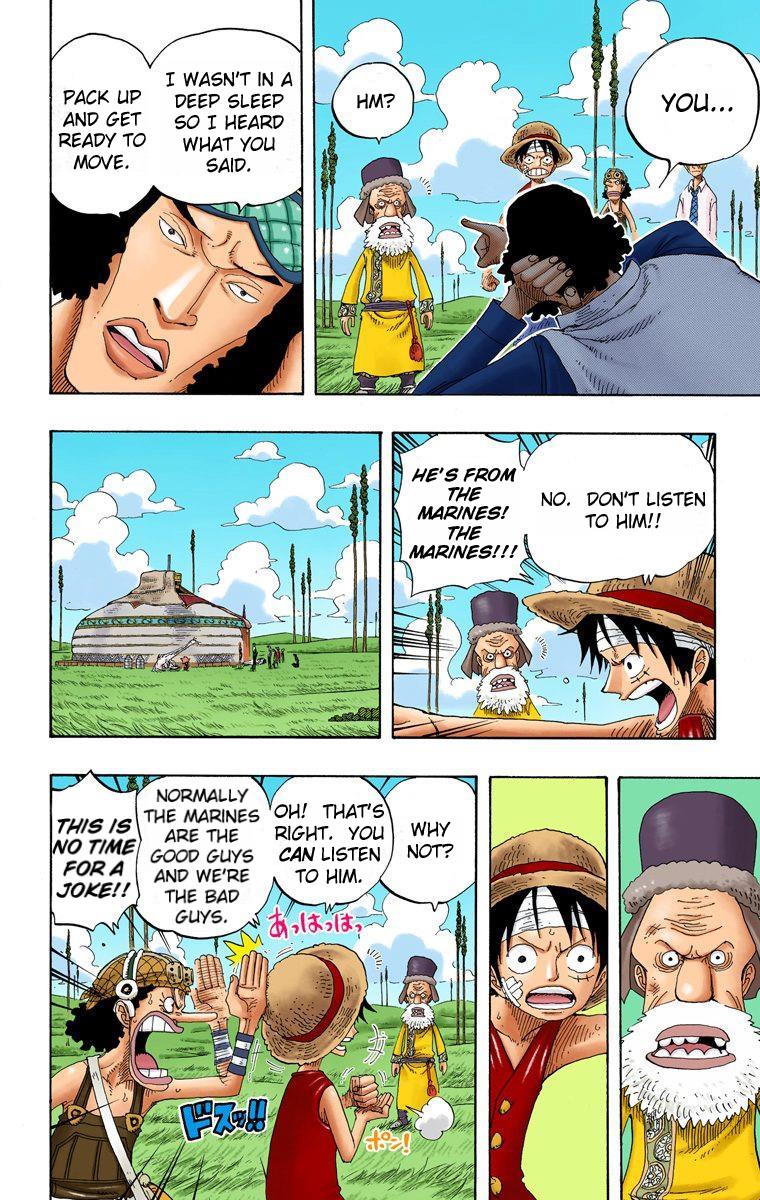 YOU...
HM?
I WASN'T IN A
DEEP SLEEP
SO I HEARD
WHAT YOU
SAID.
PACK UP
AND GET
READY TO
MOVE.
NO. DON'T LISTEN
TO HIM!!
HE'S FROM
THE
MARINES!
THE
MARINES!!!
WHY
NOT?
OH! THAT'S
RIGHT. YOU
CAN LISTEN
TO HIM.
あっはっはっ
ポン!
NORMALLY
THE MARINES
ARE THE
GOOD GUYS
AND WE'RE
THE BAD
GUYS.
THIS IS
NO TIME
FOR A
JOKE!!
ドスッ!!